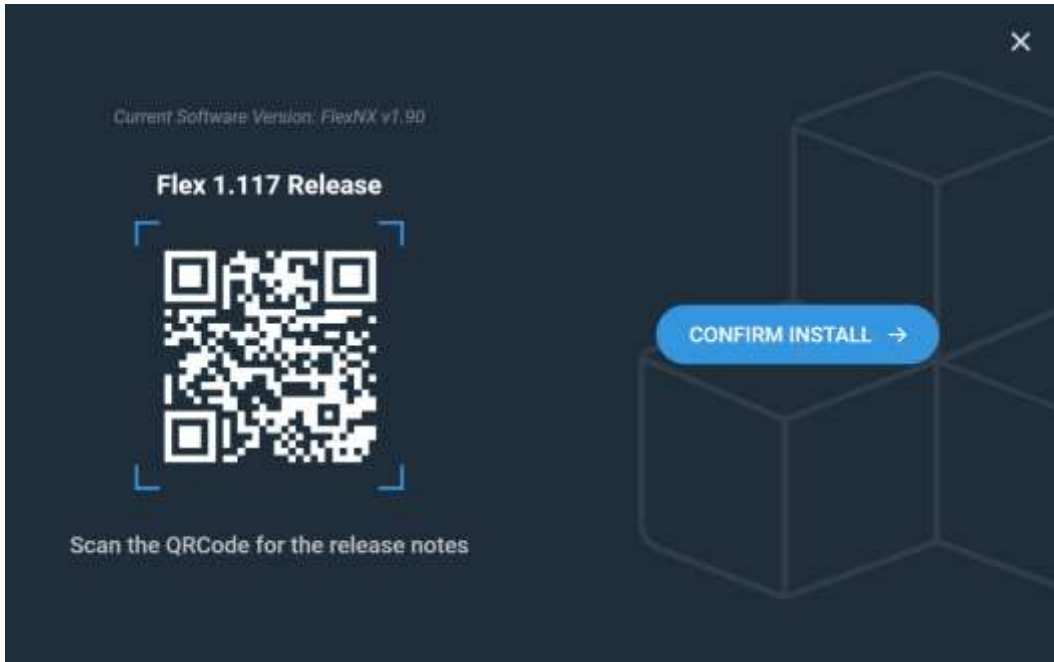 Current Software Version: FlexNX v1.90
Flex 1.117 Release
CONFIRM INSTALL →
Scan the QRCode for the release notes